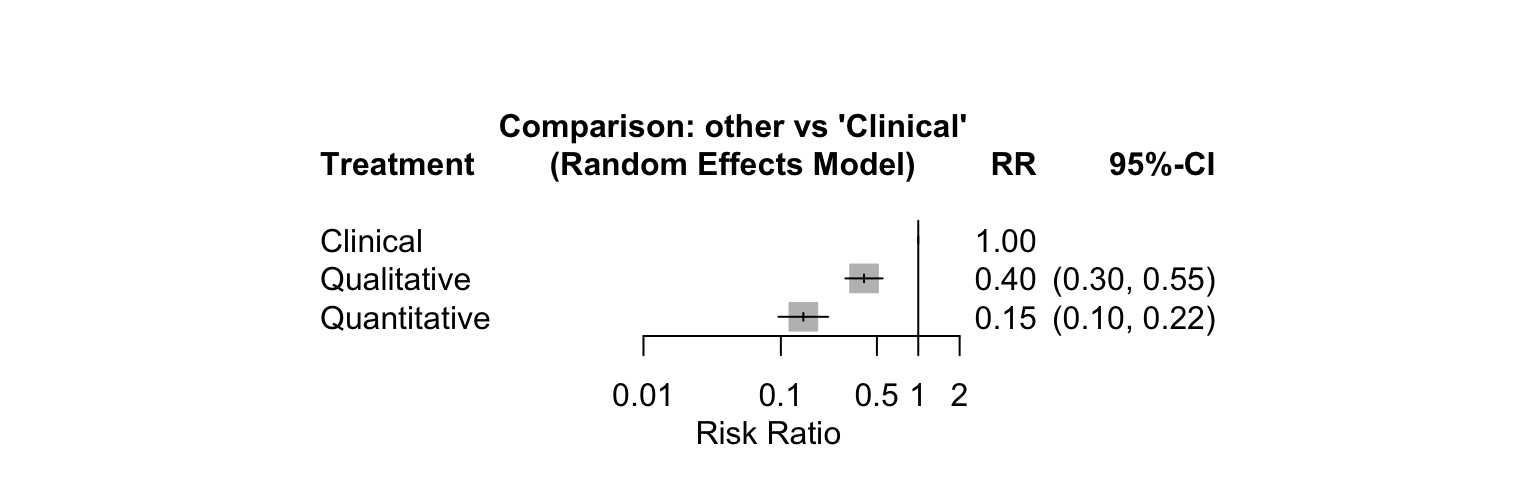 Comparison: other vs 'Clinical'
Treatment (Random Effects Model) RR 95%-CI
Clinical 1.00
Qualitative 0.40 (0.30, 0.55)
Quantitative 0.15 (0.10, 0.22)
0.01 0.1 0.5 1 2
Risk Ratio